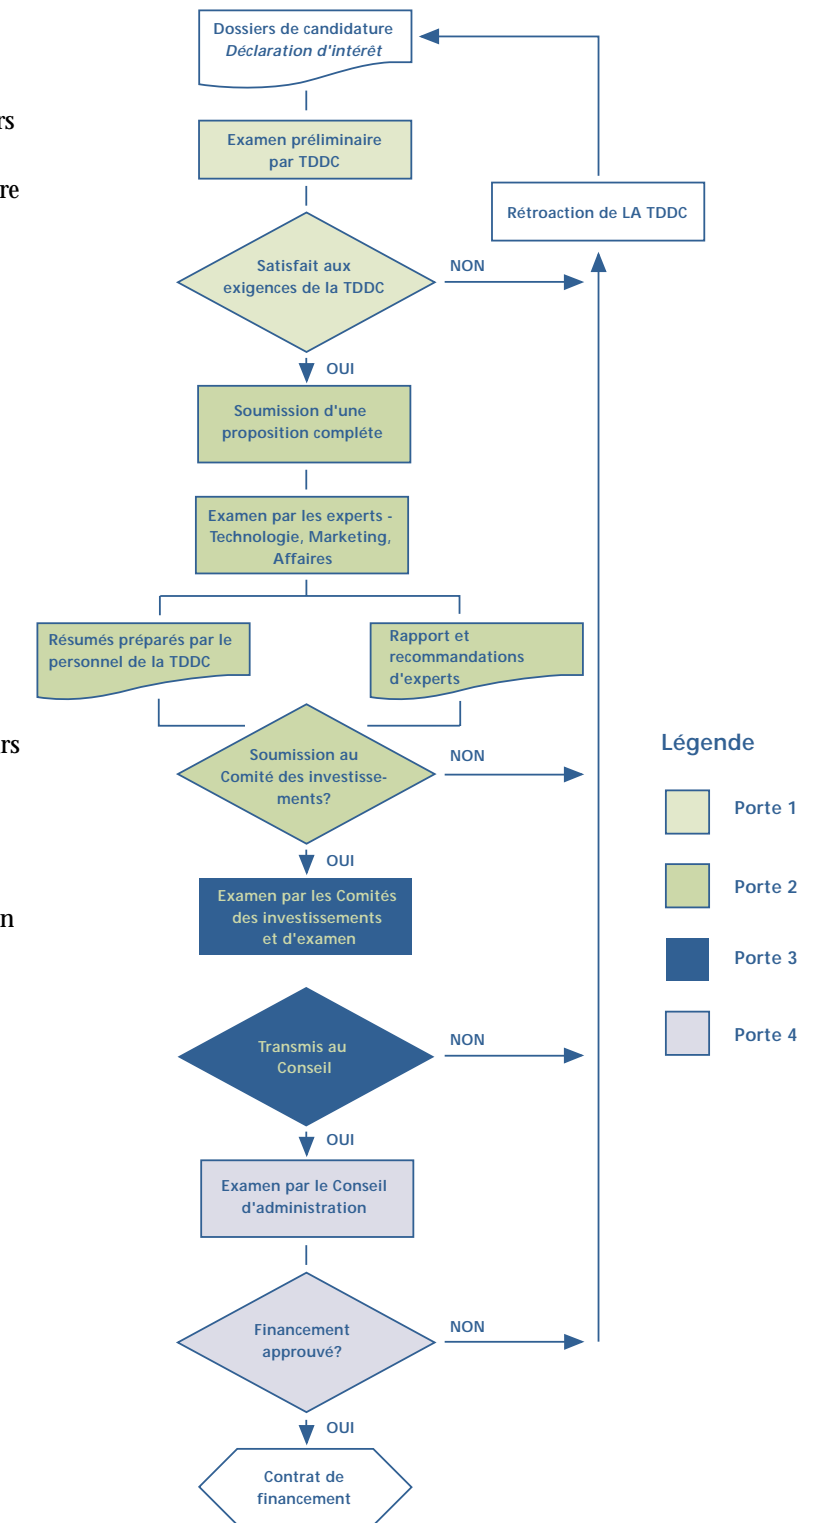 Dossiers de candidature
Déclaration d'intérêt
rs
Examen préliminaire
par TDDC
re
Rétroaction de LA TDDC
Satisfait aux
exigences de la TDDC
NON
OUI
Soumission d'une
proposition compléte
Examen par les experts -
Technologie, Marketing,
Affaires
Résumés préparés par le
personnel de la TDDC
Rapport et
recommandations
d'experts
rs
Soumission au
Comité des investisse-
ments?
NON
OUI
Légende
Porte 1
Porte 2
Porte 3
Porte 4
Examen par les Comités
des investissements
et d'examen
n
Transmis au
Conseil
NON
OUI
Examen par le Conseil
d'administration
Financement
approuvé?
NON
OUI
Contrat de
financement